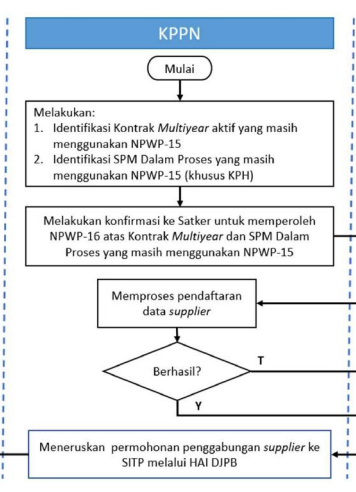 KPPN
Mulai
Melakukan:
1. Identifikasi Kontrak Multiyear aktif yang masih
menggunakan NPWP-15
2. Identifikasi SPM Dalam Proses yang masih
menggunakan NPWP-15 (khusus KPH)
Melakukan konfirmasi ke Satker untuk memperoleh
NPWP-16 atas Kontrak Multiyear dan SPM Dalam
Proses yang masih menggunakan NPWP-15
Memproses pendaftaran
data supplier
Berhasil?
T
Y
Meneruskan permohonan penggabungan supplier ke
SITP melalui HAI DJPB